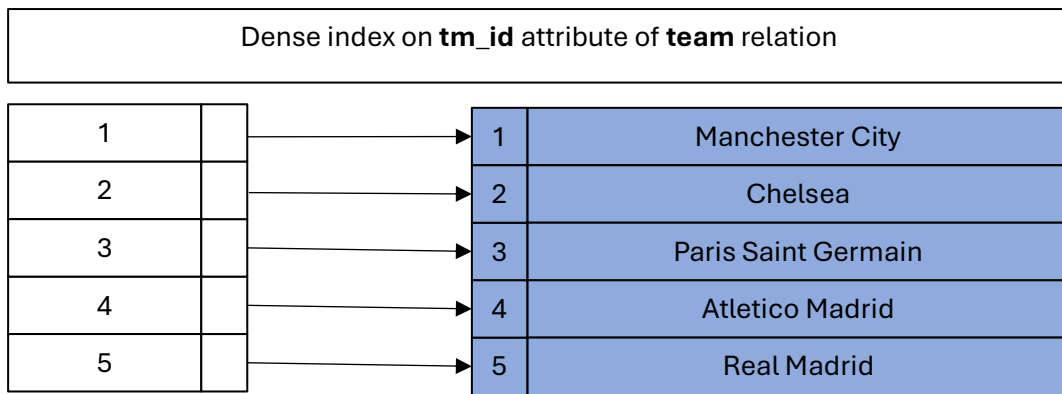 Dense index on tm_id attribute of team relation
1 1 Manchester City
2 2 Chelsea
3 3 Paris Saint Germain
4 4 Atletico Madrid
5 5 Real Madrid